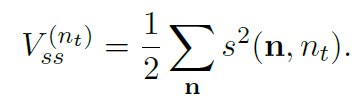 $V_{ss}^{(n_t)} = \frac{1}{2} \sum_{\mathbf{n}} s^2(\mathbf{n}, n_t).$